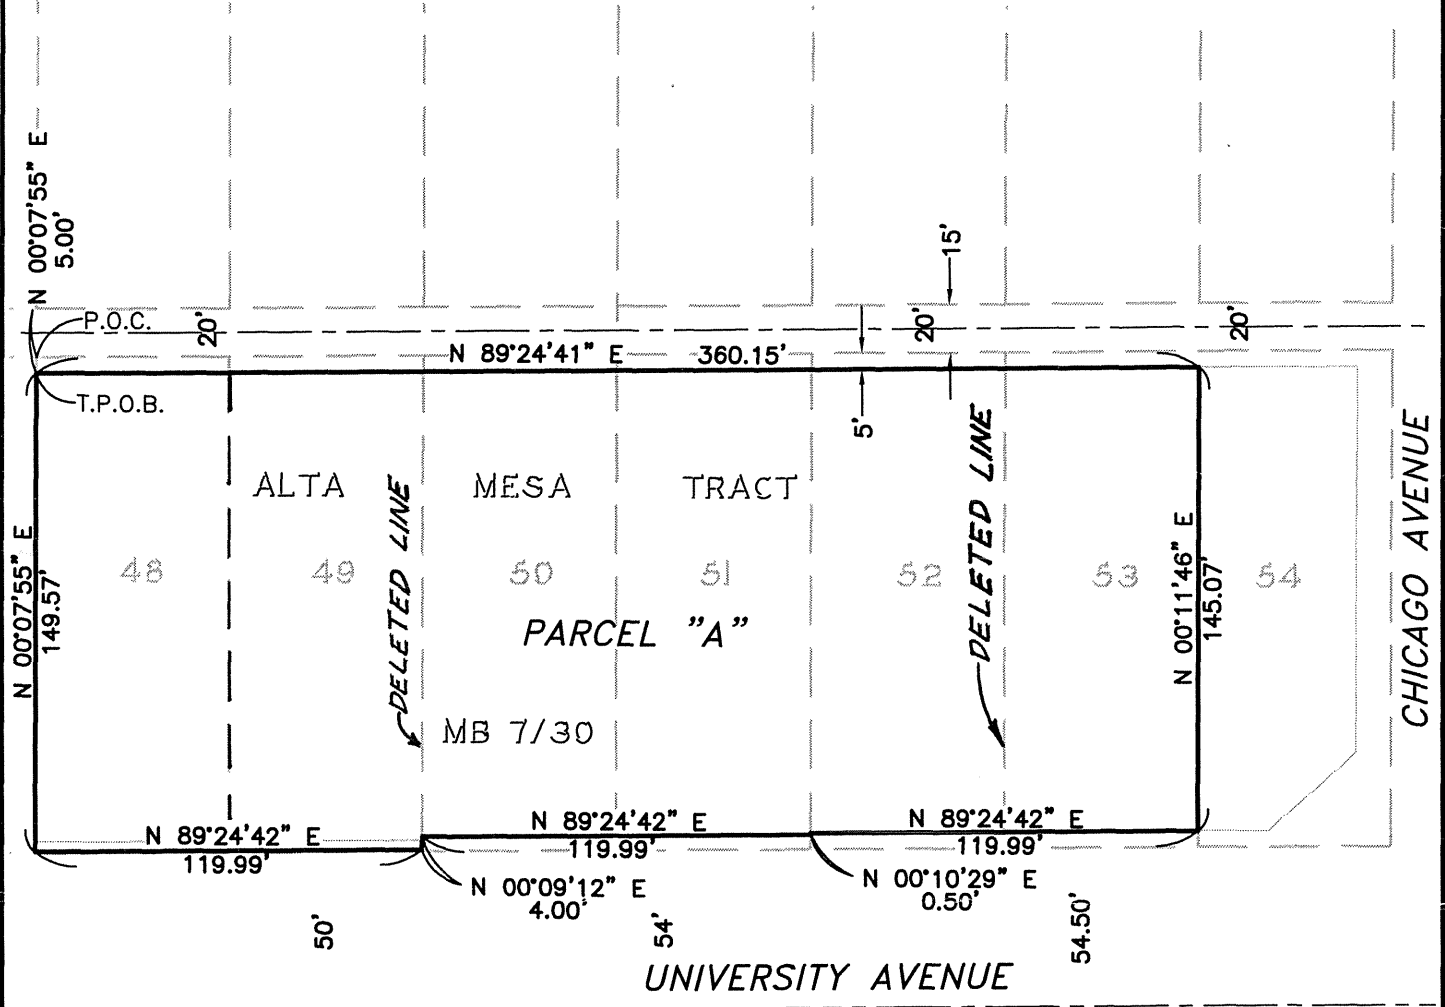 N 00°07'55" E
5.00'
15'
P.O.C.
20'
20'
20'
N 89°24'41" E 360.15'
T.P.O.B.
5'
ALTA MESA TRACT
DELETED LINE
DELETED LINE
N 00°07'55" E
149.57'
48 49 50 51 52 53 54
N 00°11'46" E
145.07'
CHICAGO AVENUE
PARCEL "A"
MB 7/30
N 89°24'42" E
119.99'
N 89°24'42" E
119.99'
N 89°24'42" E
119.99'
N 00°09'12" E
4.00'
N 00°10'29" E
0.50'
50'
54'
54.50'
UNIVERSITY AVENUE